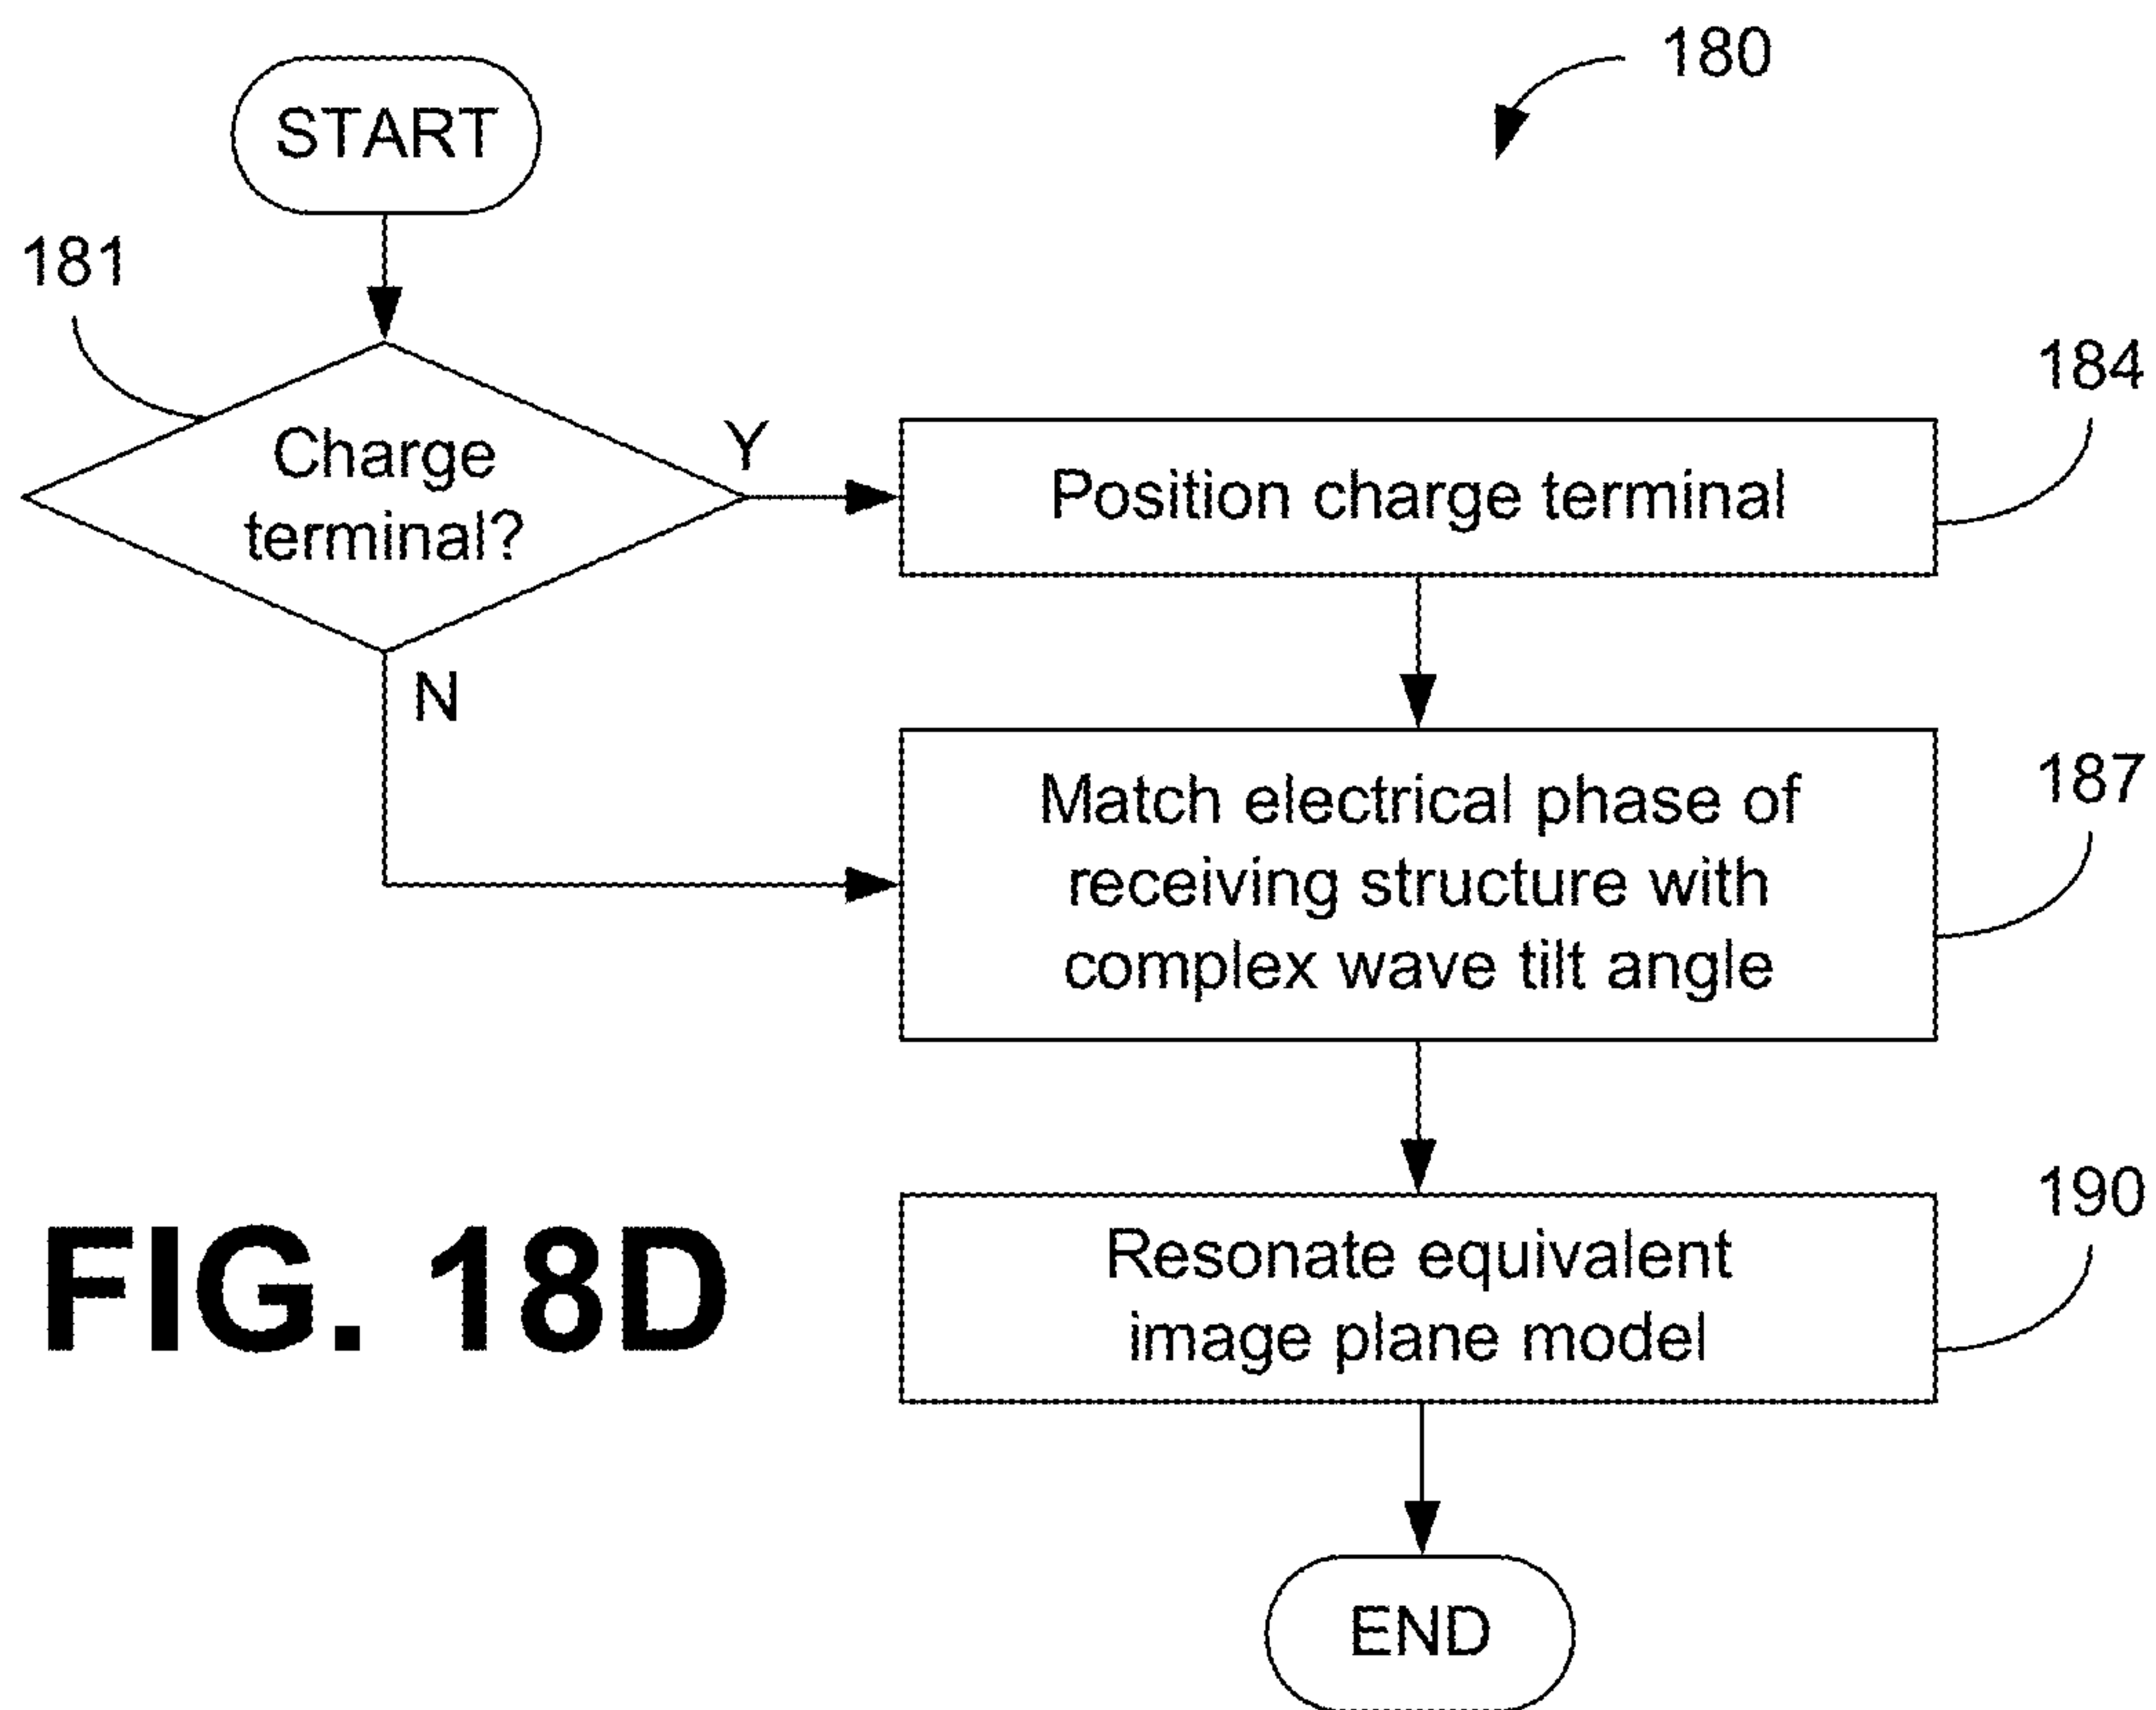 START
180
181
Charge
terminal?
Y
N
Position charge terminal
184
Match electrical phase of
receiving structure with
complex wave tilt angle
187
Resonate equivalent
image plane model
190
END
FIG. 18D